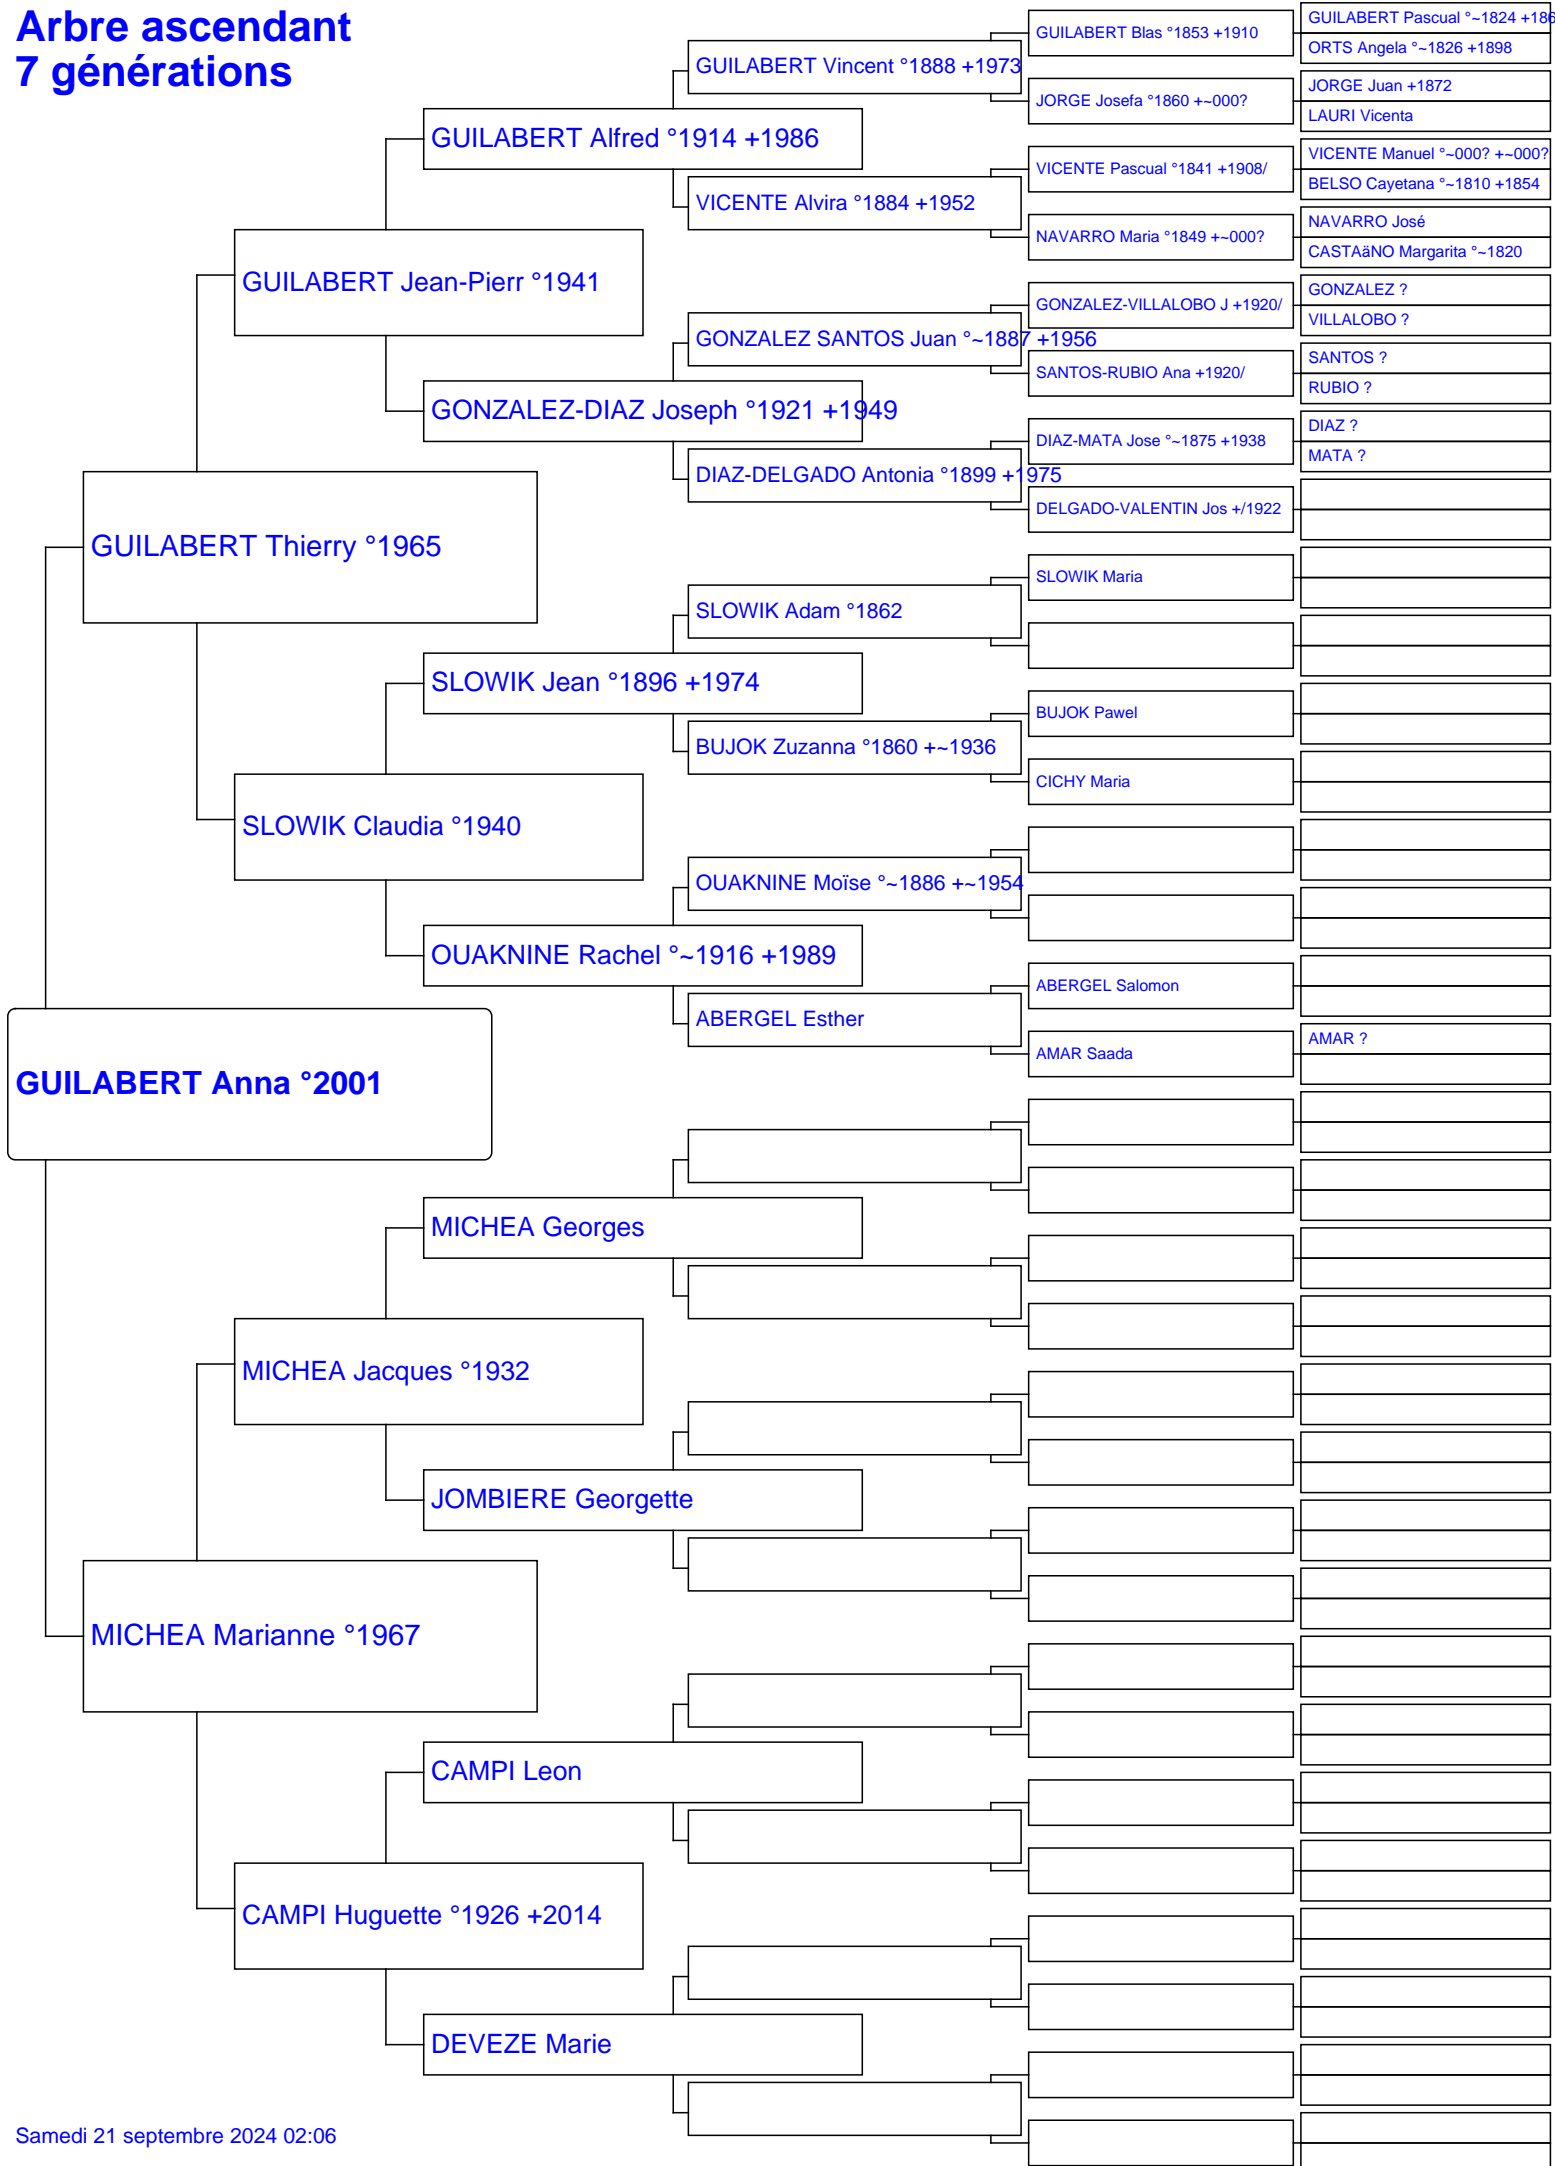 Arbre ascendant
7 générations
GUILABERT Anna °2001
GUILABERT Thierry °1965
MICHEA Marianne °1967
GUILABERT Jean-Pierr °1941
SLOWIK Claudia °1940
MICHEA Jacques °1932
CAMPI Huguette °1926 +2014
GUILABERT Alfred °1914 +1986
GONZALEZ-DIAZ Joseph °1921 +1949
SLOWIK Jean °1896 +1974
OUAKNINE Rachel °~1916 +1989
MICHEA Georges
JOMBIERE Georgette
CAMPI Leon
DEVEZE Marie
GUILABERT Vincent °1888 +1973
VICENTE Alvira °1884 +1952
GONZALEZ SANTOS Juan °~1887 +1956
DIAZ-DELGADO Antonia °1899 +1975
SLOWIK Adam °1862
BUJOK Zuzanna °1860 +~1936
OUAKNINE Moïse °~1886 +~1954
ABERGEL Esther
GUILABERT Blas °1853 +1910
JORGE Josefa °1860 +~000?
VICENTE Pascual °1841 +1908/
NAVARRO Maria °1849 +~000?
GONZALEZ-VILLALOBO J +1920/
SANTOS-RUBIO Ana +1920/
DIAZ-MATA Jose °~1875 +1938
DELGADO-VALENTIN Jos +/1922
SLOWIK Maria
BUJOK Pawel
CICHY Maria
ABERGEL Salomon
AMAR Saada
GUILABERT Pascual °~1824 +186
ORTS Angela °~1826 +1898
JORGE Juan +1872
LAURI Vicenta
VICENTE Manuel °~000? +~000?
BELSO Cayetana °~1810 +1854
NAVARRO José
CASTAäNO Margarita °~1820
GONZALEZ ?
VILLALOBO ?
SANTOS ?
RUBIO ?
DIAZ ?
MATA ?
AMAR ?
Samedi 21 septembre 2024 02:06